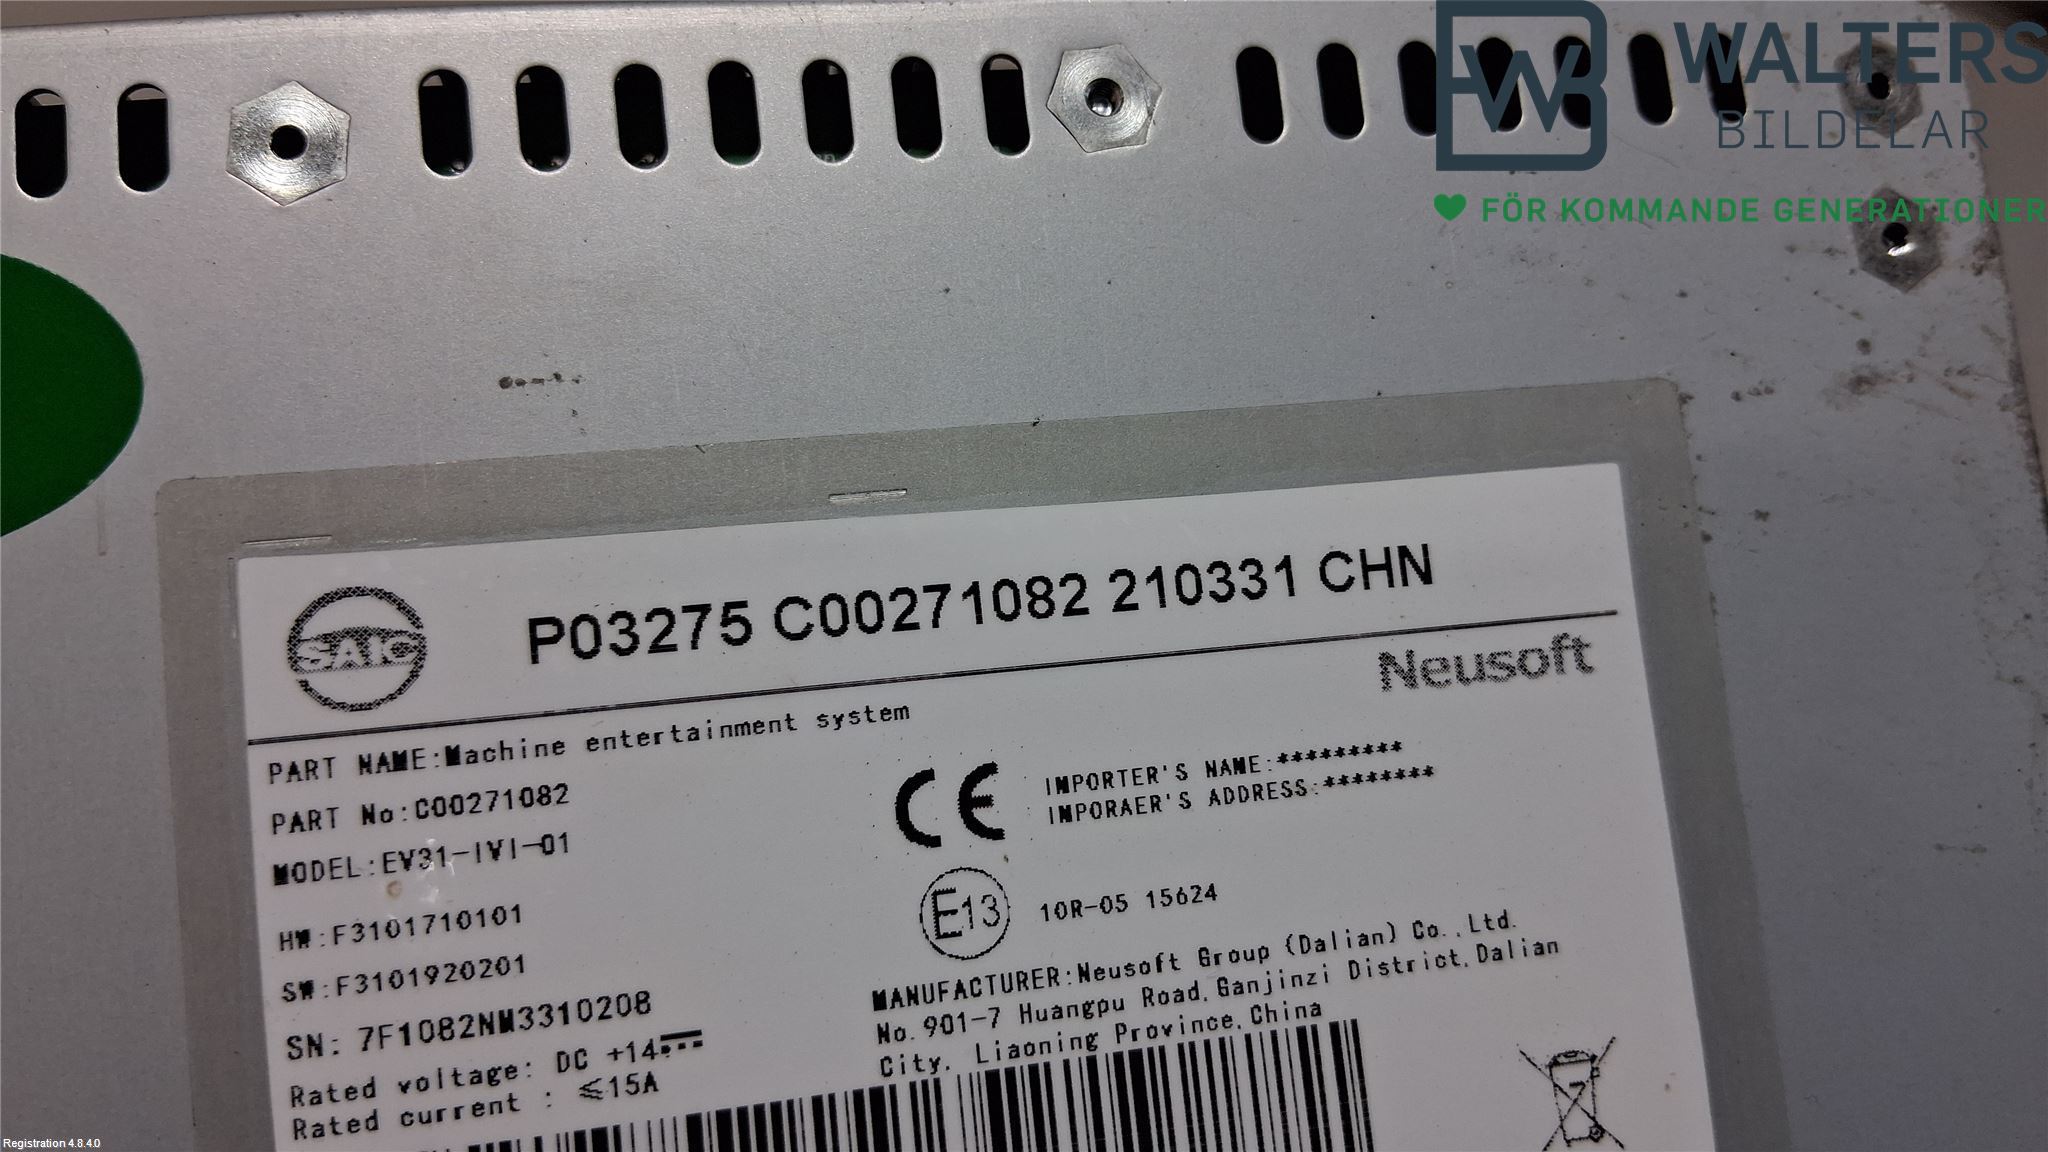 WALTERS
BILDELAR
FÖR KOMMANDE GENERATIONER
SAIC
P03275 C00271082 210331 CHN
Neusoft
PART NAME:Machine entertainment system
PART No:C00271082
MODEL:EV31-IVI-01
HW:F3101710101
SW:F3101920201
SN: 7F1082NM3310208
Rated voltage: DC +14
Rated current : ≤15A
CE
IMPORTER'S NAME:*********
IMPORAER'S ADDRESS:********
E13
10R-05 15624
MANUFACTURER:Neusoft Group (Dalian) Co.,Ltd.
No.901-7 Huangpu Road,Ganjinzi District,Dalian
City, Liaoning Province,China
Registration 4.8.4.0